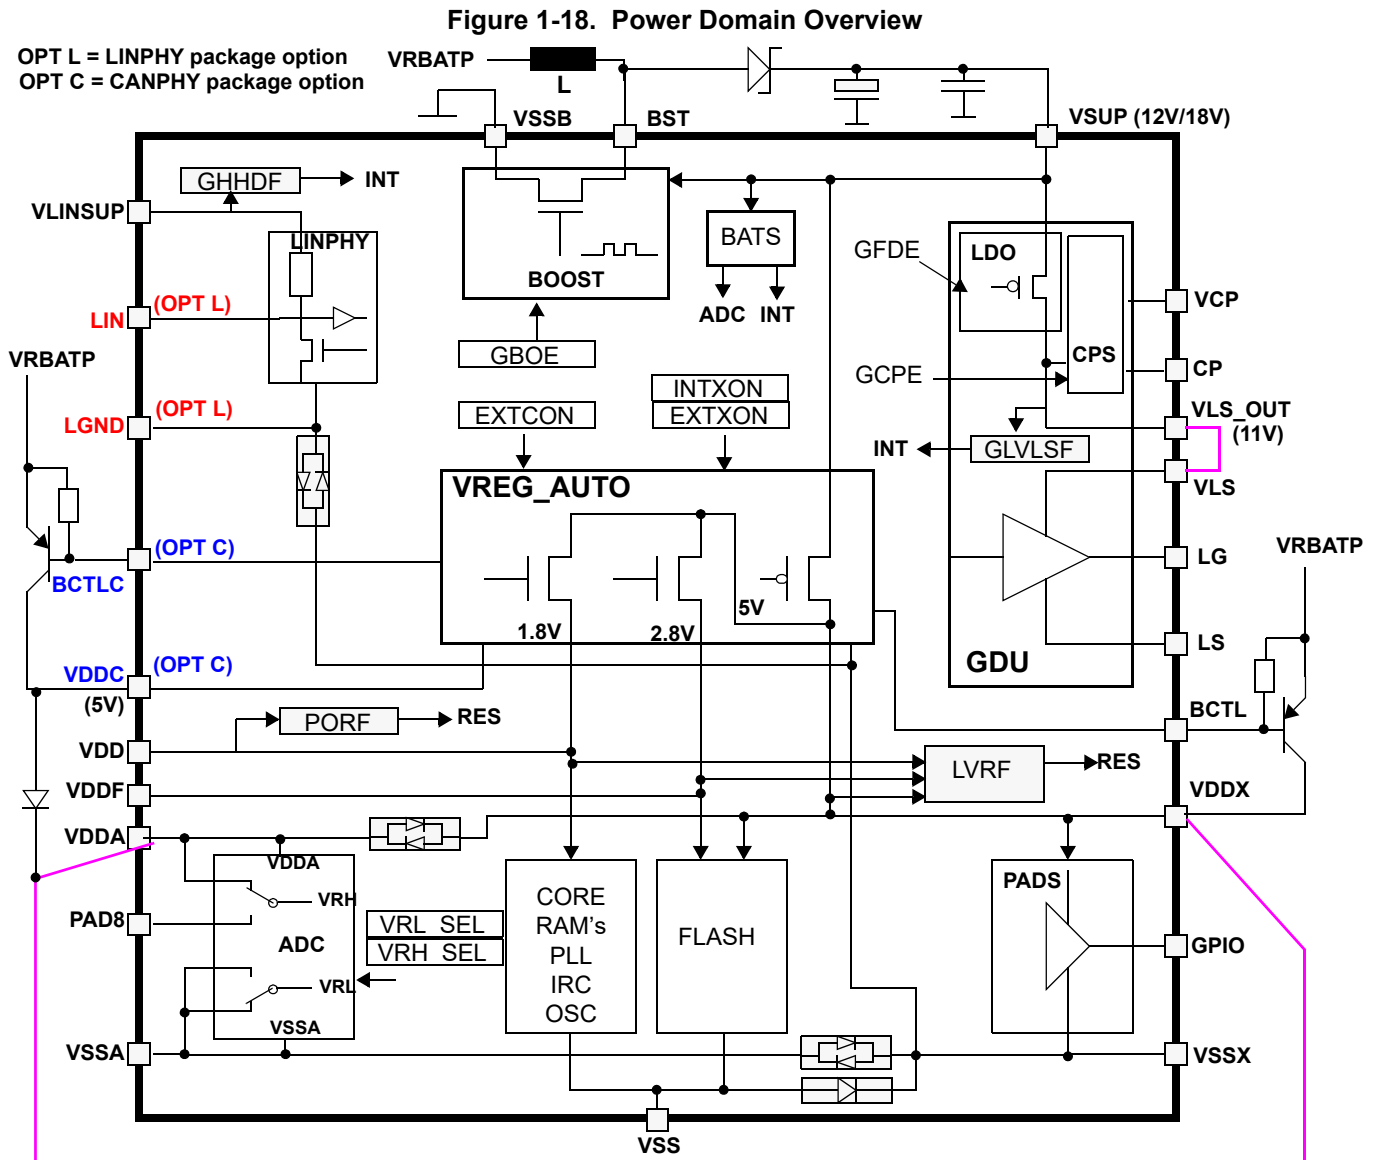 Figure 1-18. Power Domain Overview
OPT L = LINPHY package option
OPT C = CANPHY package option
VRBATP
L
VSSB
BST
VSUP (12V/18V)
GHHDF
INT
VLINSUP
LINPHY
BOOST
BATS
ADC
INT
GFDE
LDO
CPS
VCP
(OPT L)
LIN
GBOE
VRBATP
GCPE
CP
INTXON
EXTCON
EXTXON
(OPT L)
LGND
VLS_OUT
(11V)
INT
GLVLSF
VREG_AUTO
VLS
(OPT C)
BCTLC
LG
VRBATP
5V
1.8V
2.8V
LS
GDU
(OPT C)
VDDC
(5V)
PORF
RES
BCTL
VDD
LVRF
RES
VDDF
VDDX
VDDA
VDDA
VRH
PAD8
ADC
VRL_SEL
VRH_SEL
CORE
RAM's
PLL
IRC
OSC
FLASH
PADS
GPIO
VRL
VSSA
VSSA
VSSX
VSS